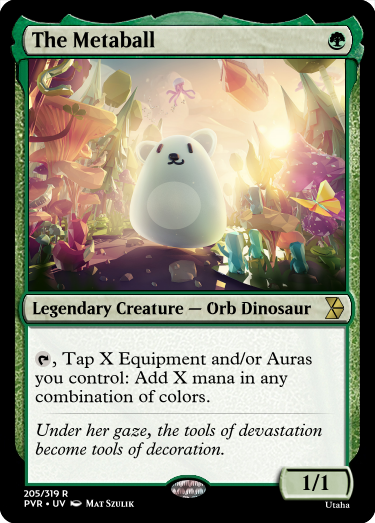 The Metaball
Legendary Creature — Orb Dinosaur
, Tap X Equipment and/or Auras
you control: Add X mana in any
combination of colors.
Under her gaze, the tools of devastation
become tools of decoration.
1/1
205/319 R
PVR • UV Mat Szulik
Utaha